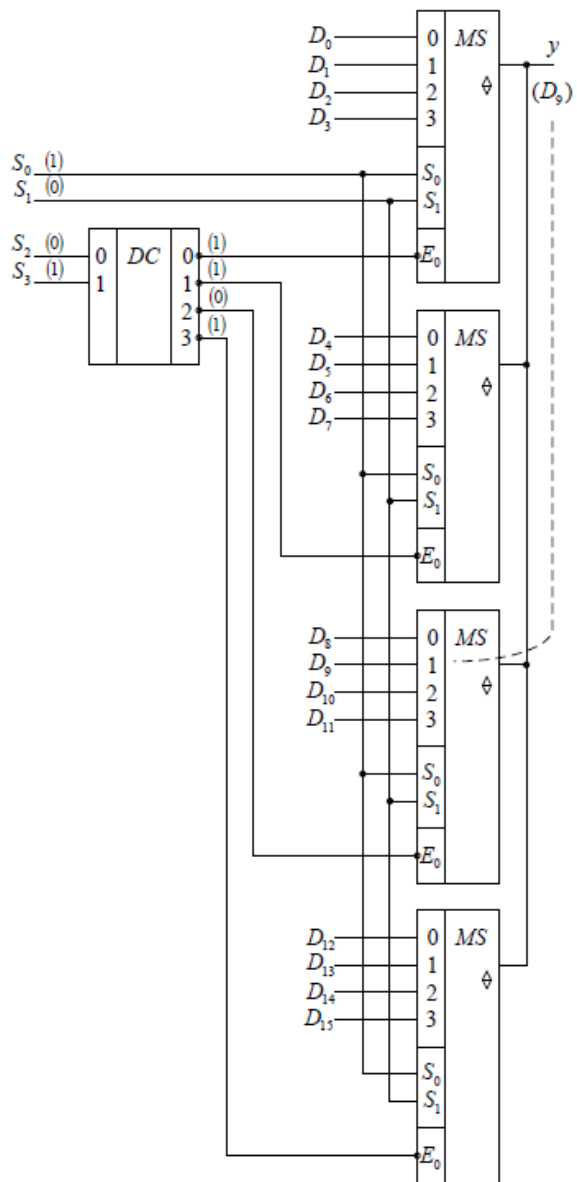 D₀ 0 MS y
D₁ 1
D₂ 2 (D₉)
D₃ 3
S₀ (1) S₀
S₁ (0) S₁
S₂ (0) 0 DC 0 (1) E₀
S₃ (1) 1 1 (1)
2 (0)
3 (1)
D₄ 0 MS
D₅ 1
D₆ 2
D₇ 3
S₀
S₁
E₀
D₈ 0 MS
D₉ 1
D₁₀ 2
D₁₁ 3
S₀
S₁
E₀
D₁₂ 0 MS
D₁₃ 1
D₁₄ 2
D₁₅ 3
S₀
S₁
E₀